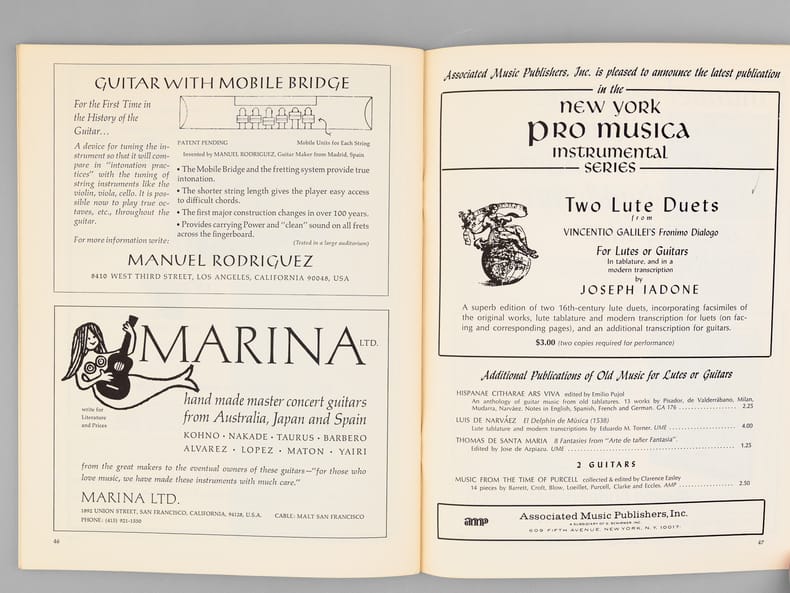 GUITAR WITH MOBILE BRIDGE
For the First Time in
the History of the
Guitar...
A device for tuning the in-
strument so that it will com-
pare in "intonation prac-
tices" with the tuning of
string instruments like the
violin, viola, cello. It is pos-
sible now to play true oc-
taves, etc., throughout the
guitar.
For more information write:
PATENT PENDING Mobile Units for Each String
Invented by MANUEL RODRIGUEZ, Guitar Maker from Madrid, Spain
• The Mobile Bridge and the fretting system provide true
intonation.
• The shorter string length gives the player easy access
to difficult chords.
• The first major construction changes in over 100 years.
• Provides carrying Power and "clean" sound on all frets
across the fingerboard.
(Tested in a large auditorium)
MANUEL RODRIGUEZ
8410 WEST THIRD STREET, LOS ANGELES, CALIFORNIA 90048, USA
MARINA LTD.
write for
Literature
and Prices
hand made master concert guitars
from Australia, Japan and Spain
KOHNO • NAKADE • TAURUS • BARBERO
ALVAREZ • LOPEZ • MATON • YAIRI
from the great makers to the eventual owners of these guitars—"for those who
love music, we have made these instruments with much care."
MARINA LTD.
1892 UNION STREET, SAN FRANCISCO, CALIFORNIA, 94128, U.S.A. CABLE: MALT SAN FRANCISCO
PHONE: (415) 921-1550
46
Associated Music Publishers, Inc. is pleased to announce the latest publication
in the
NEW YORK
PRO MUSICA
INSTRUMENTAL
SERIES
Two Lute Duets
from
VINCENTIO GALILEI'S Fronimo Dialogo
For Lutes or Guitars
In tablature, and in a
modern transcription
by
JOSEPH IADONE
A superb edition of two 16th-century lute duets, incorporating facsimiles of
the original works, lute tablature and modern transcription for luets (on fac-
ing and corresponding pages), and an additional transcription for guitars.
$3.00 (two copies required for performance)
Additional Publications of Old Music for Lutes or Guitars
HISPANAE CITHARAE ARS VIVA edited by Emilio Pujol
An anthology of guitar music from old tablatures. 13 works by Pisador, de Valderrábano, Milan,
Mudarra, Narváez. Notes in English, Spanish, French and German. GA 176 .......... 2.25
LUIS DE NARVÁEZ El Delphin de Música (1538)
Lute tablature and modern transcriptions by Eduardo M. Torner. UME .......... 4.00
THOMAS DE SANTA MARIA 8 Fantasies from "Arte de tañer Fantasia".
Edited by Jose de Azpiazu. UME .......... 1.25
2 GUITARS
MUSIC FROM THE TIME OF PURCELL collected & edited by Clarence Easley
14 pieces by Barrett, Croft, Blow, Loeillet, Purcell, Clarke and Eccles. AMP .......... 2.50
amp
Associated Music Publishers, Inc.
A SUBSIDIARY OF G. SCHIRMER INC.
609 FIFTH AVENUE, NEW YORK, N.Y. 10017
47